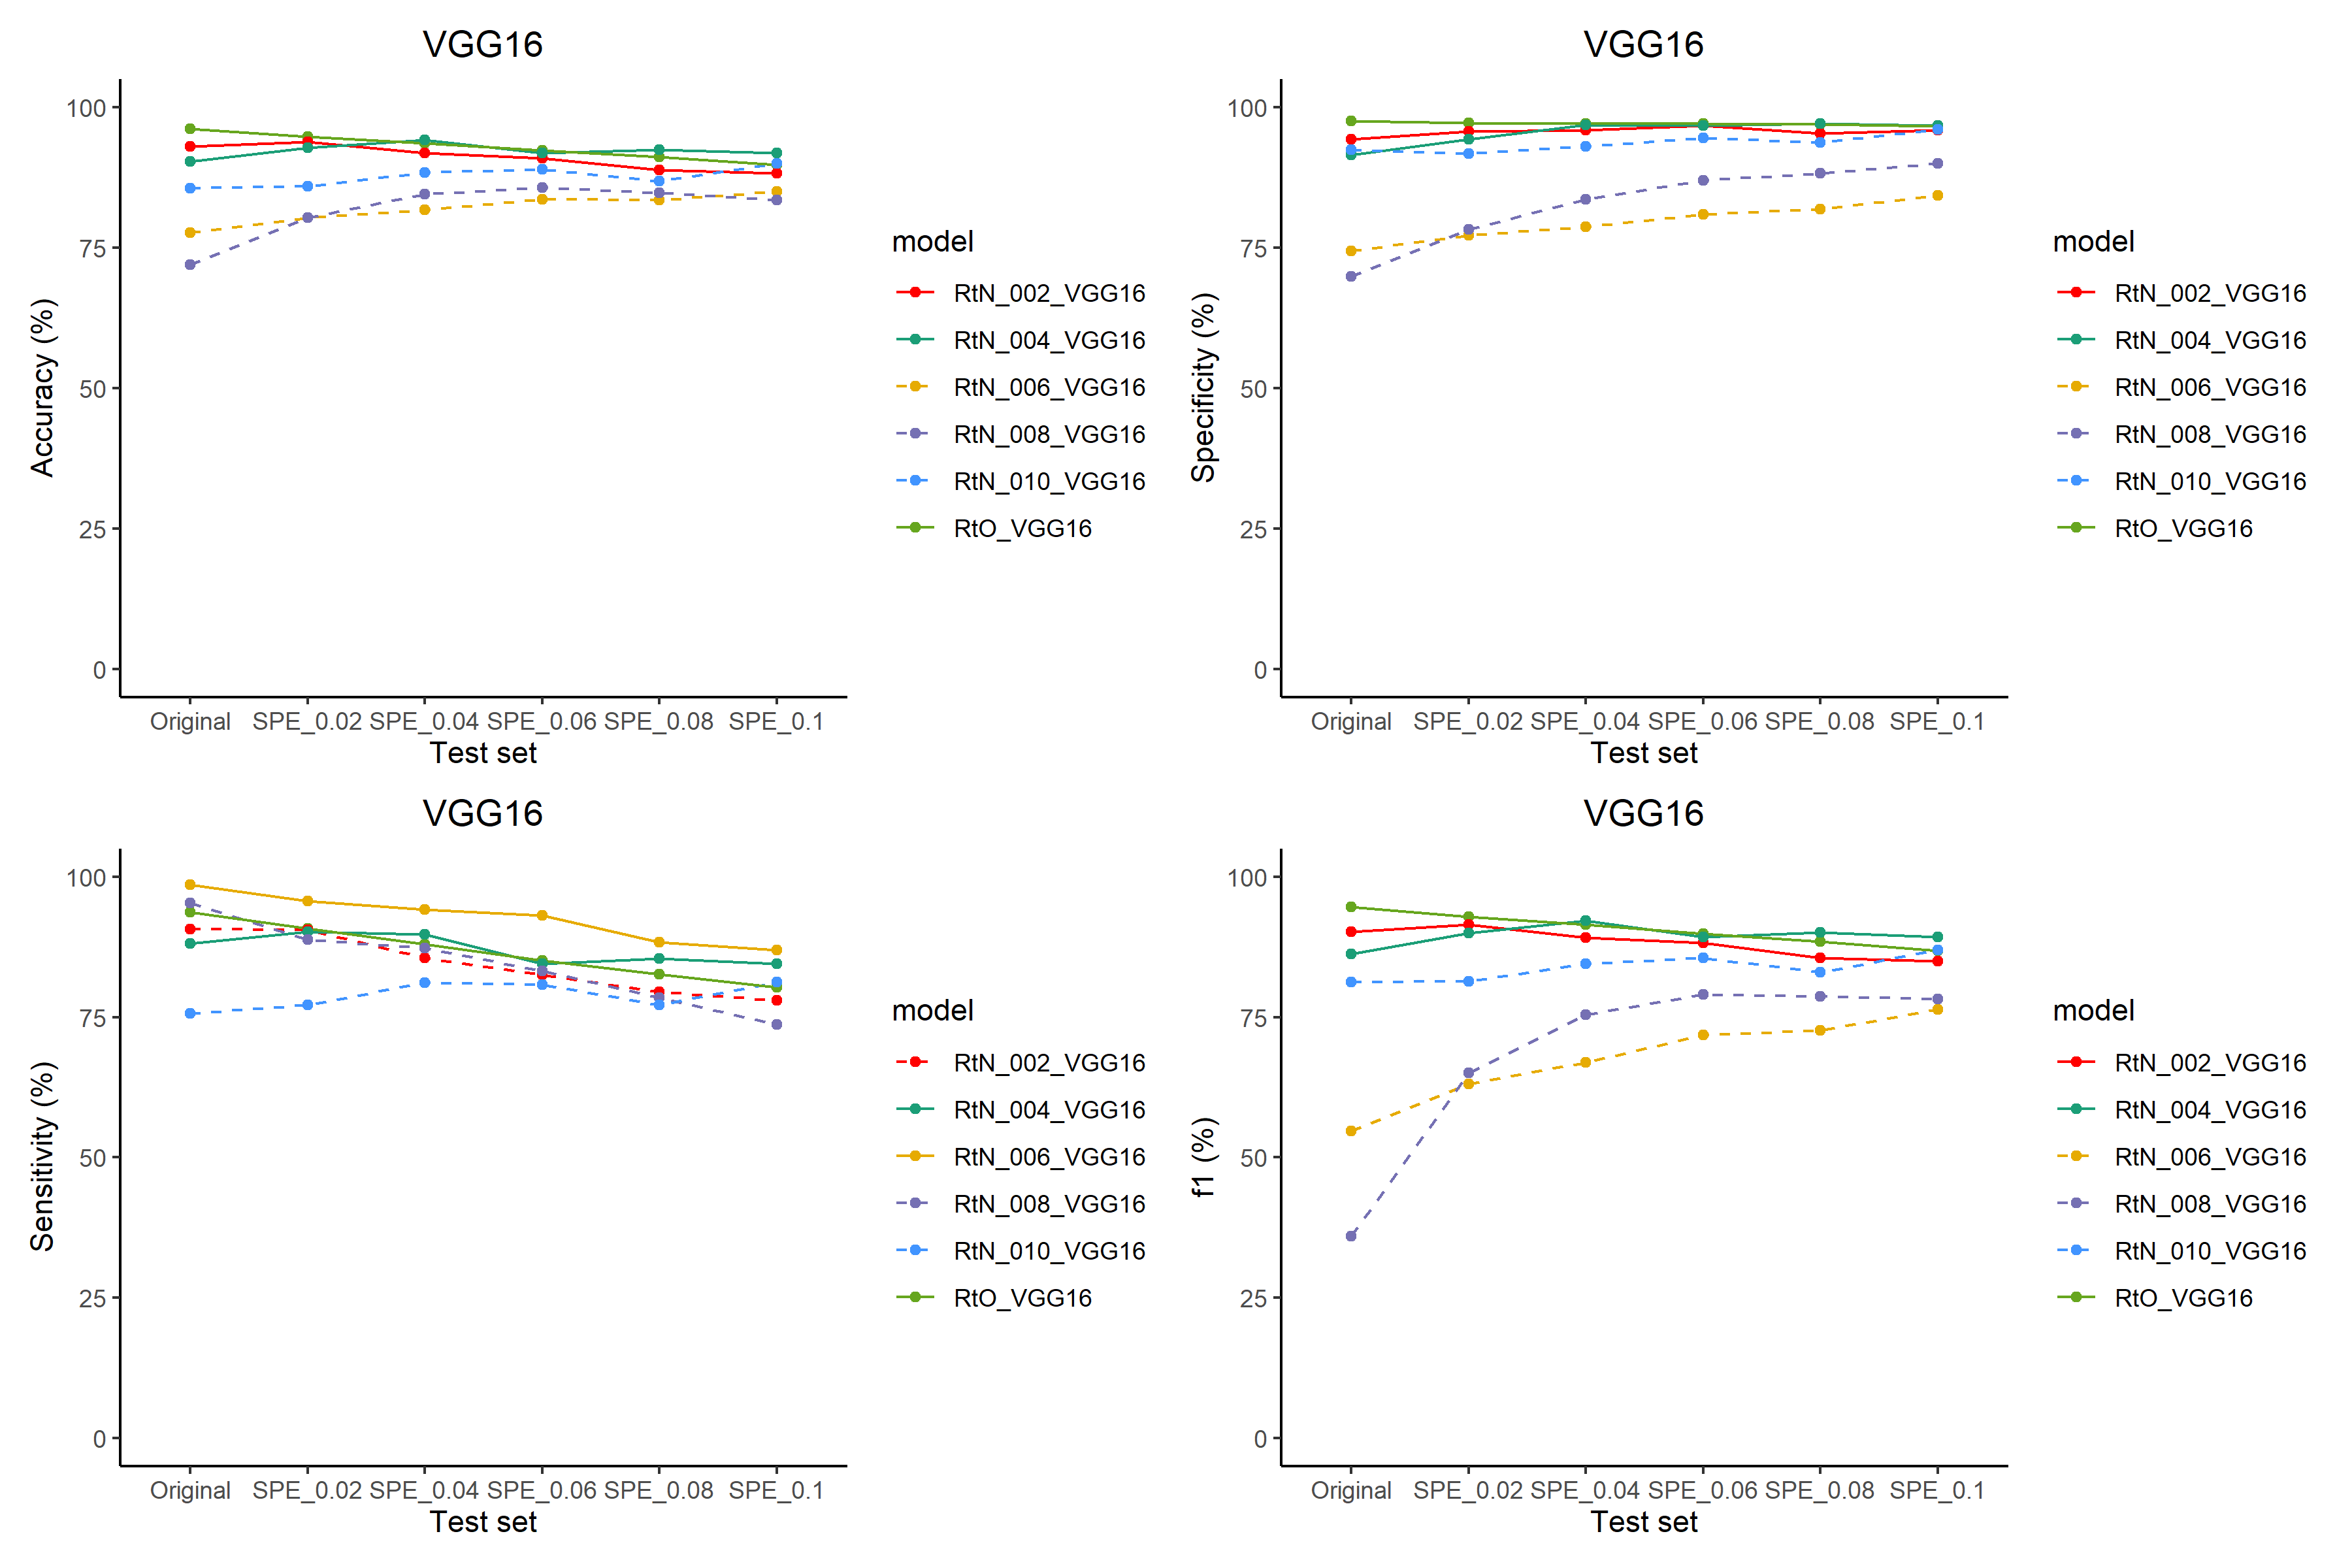 VGG16
Accuracy (%)
100
75
50
25
0
Original SPE_0.02 SPE_0.04 SPE_0.06 SPE_0.08 SPE_0.1
Test set
model
RtN_002_VGG16
RtN_004_VGG16
RtN_006_VGG16
RtN_008_VGG16
RtN_010_VGG16
RtO_VGG16
VGG16
Specificity (%)
100
75
50
25
0
Original SPE_0.02 SPE_0.04 SPE_0.06 SPE_0.08 SPE_0.1
Test set
model
RtN_002_VGG16
RtN_004_VGG16
RtN_006_VGG16
RtN_008_VGG16
RtN_010_VGG16
RtO_VGG16
VGG16
Sensitivity (%)
100
75
50
25
0
Original SPE_0.02 SPE_0.04 SPE_0.06 SPE_0.08 SPE_0.1
Test set
model
RtN_002_VGG16
RtN_004_VGG16
RtN_006_VGG16
RtN_008_VGG16
RtN_010_VGG16
RtO_VGG16
VGG16
f1 (%)
100
75
50
25
0
Original SPE_0.02 SPE_0.04 SPE_0.06 SPE_0.08 SPE_0.1
Test set
model
RtN_002_VGG16
RtN_004_VGG16
RtN_006_VGG16
RtN_008_VGG16
RtN_010_VGG16
RtO_VGG16